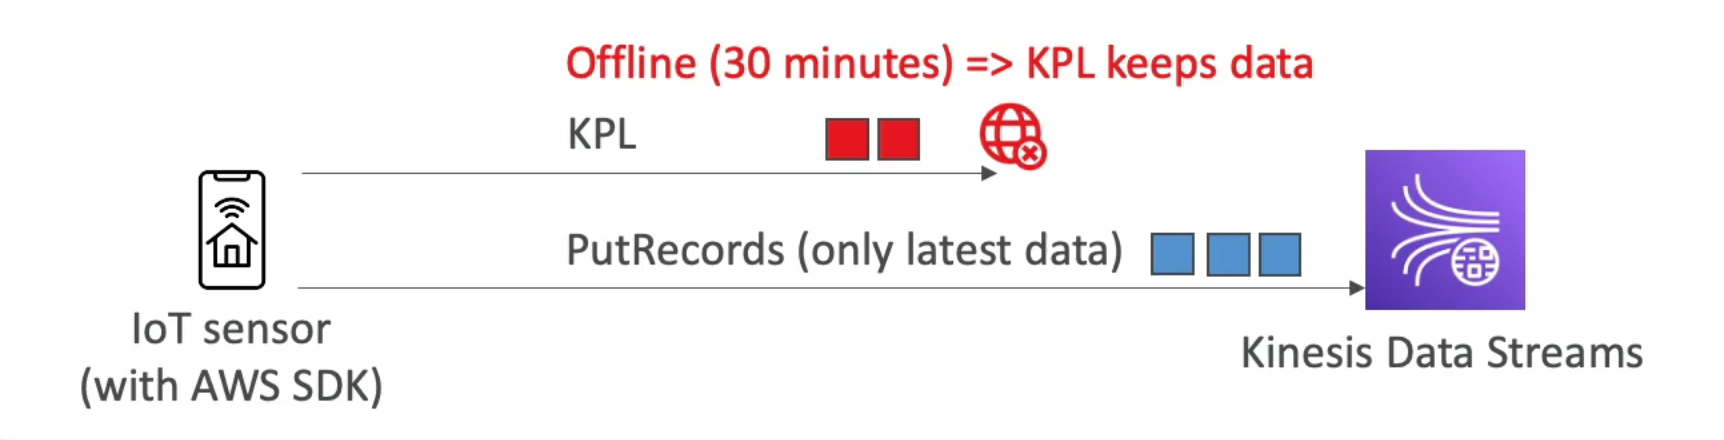 Offline (30 minutes) => KPL keeps data
KPL
PutRecords (only latest data)
IoT sensor
(with AWS SDK)
Kinesis Data Streams